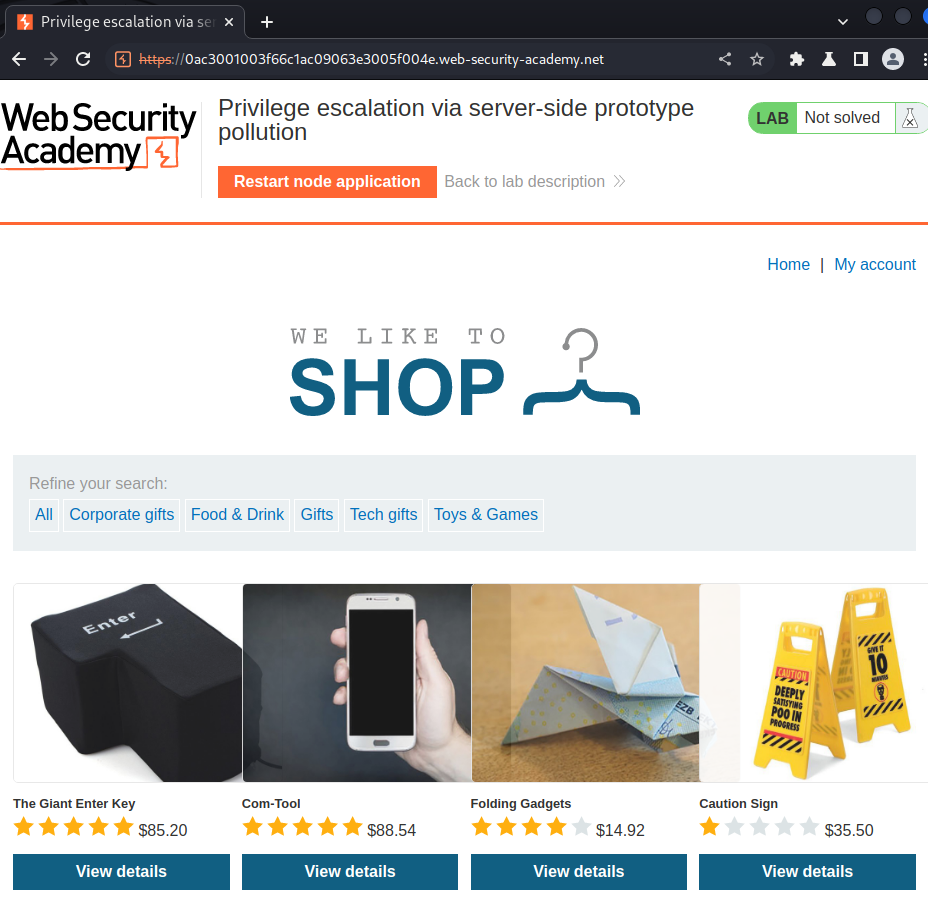 Privilege escalation via ser
https://0ac3001003f66c1ac09063e3005f004e.web-security-academy.net
Web Security
Academy
Privilege escalation via server-side prototype
pollution
LAB Not solved
Restart node application Back to lab description
Home | My account
WE LIKE TO
SHOP
Refine your search:
All Corporate gifts Food & Drink Gifts Tech gifts Toys & Games
Enter
EZB
CAUTION
DEEPLY
SATISYING
POO IN
PROGRESS
GIVE IT
10
MINUTES
The Giant Enter Key Com-Tool Folding Gadgets Caution Sign
$85.20 $88.54 $14.92 $35.50
View details View details View details View details